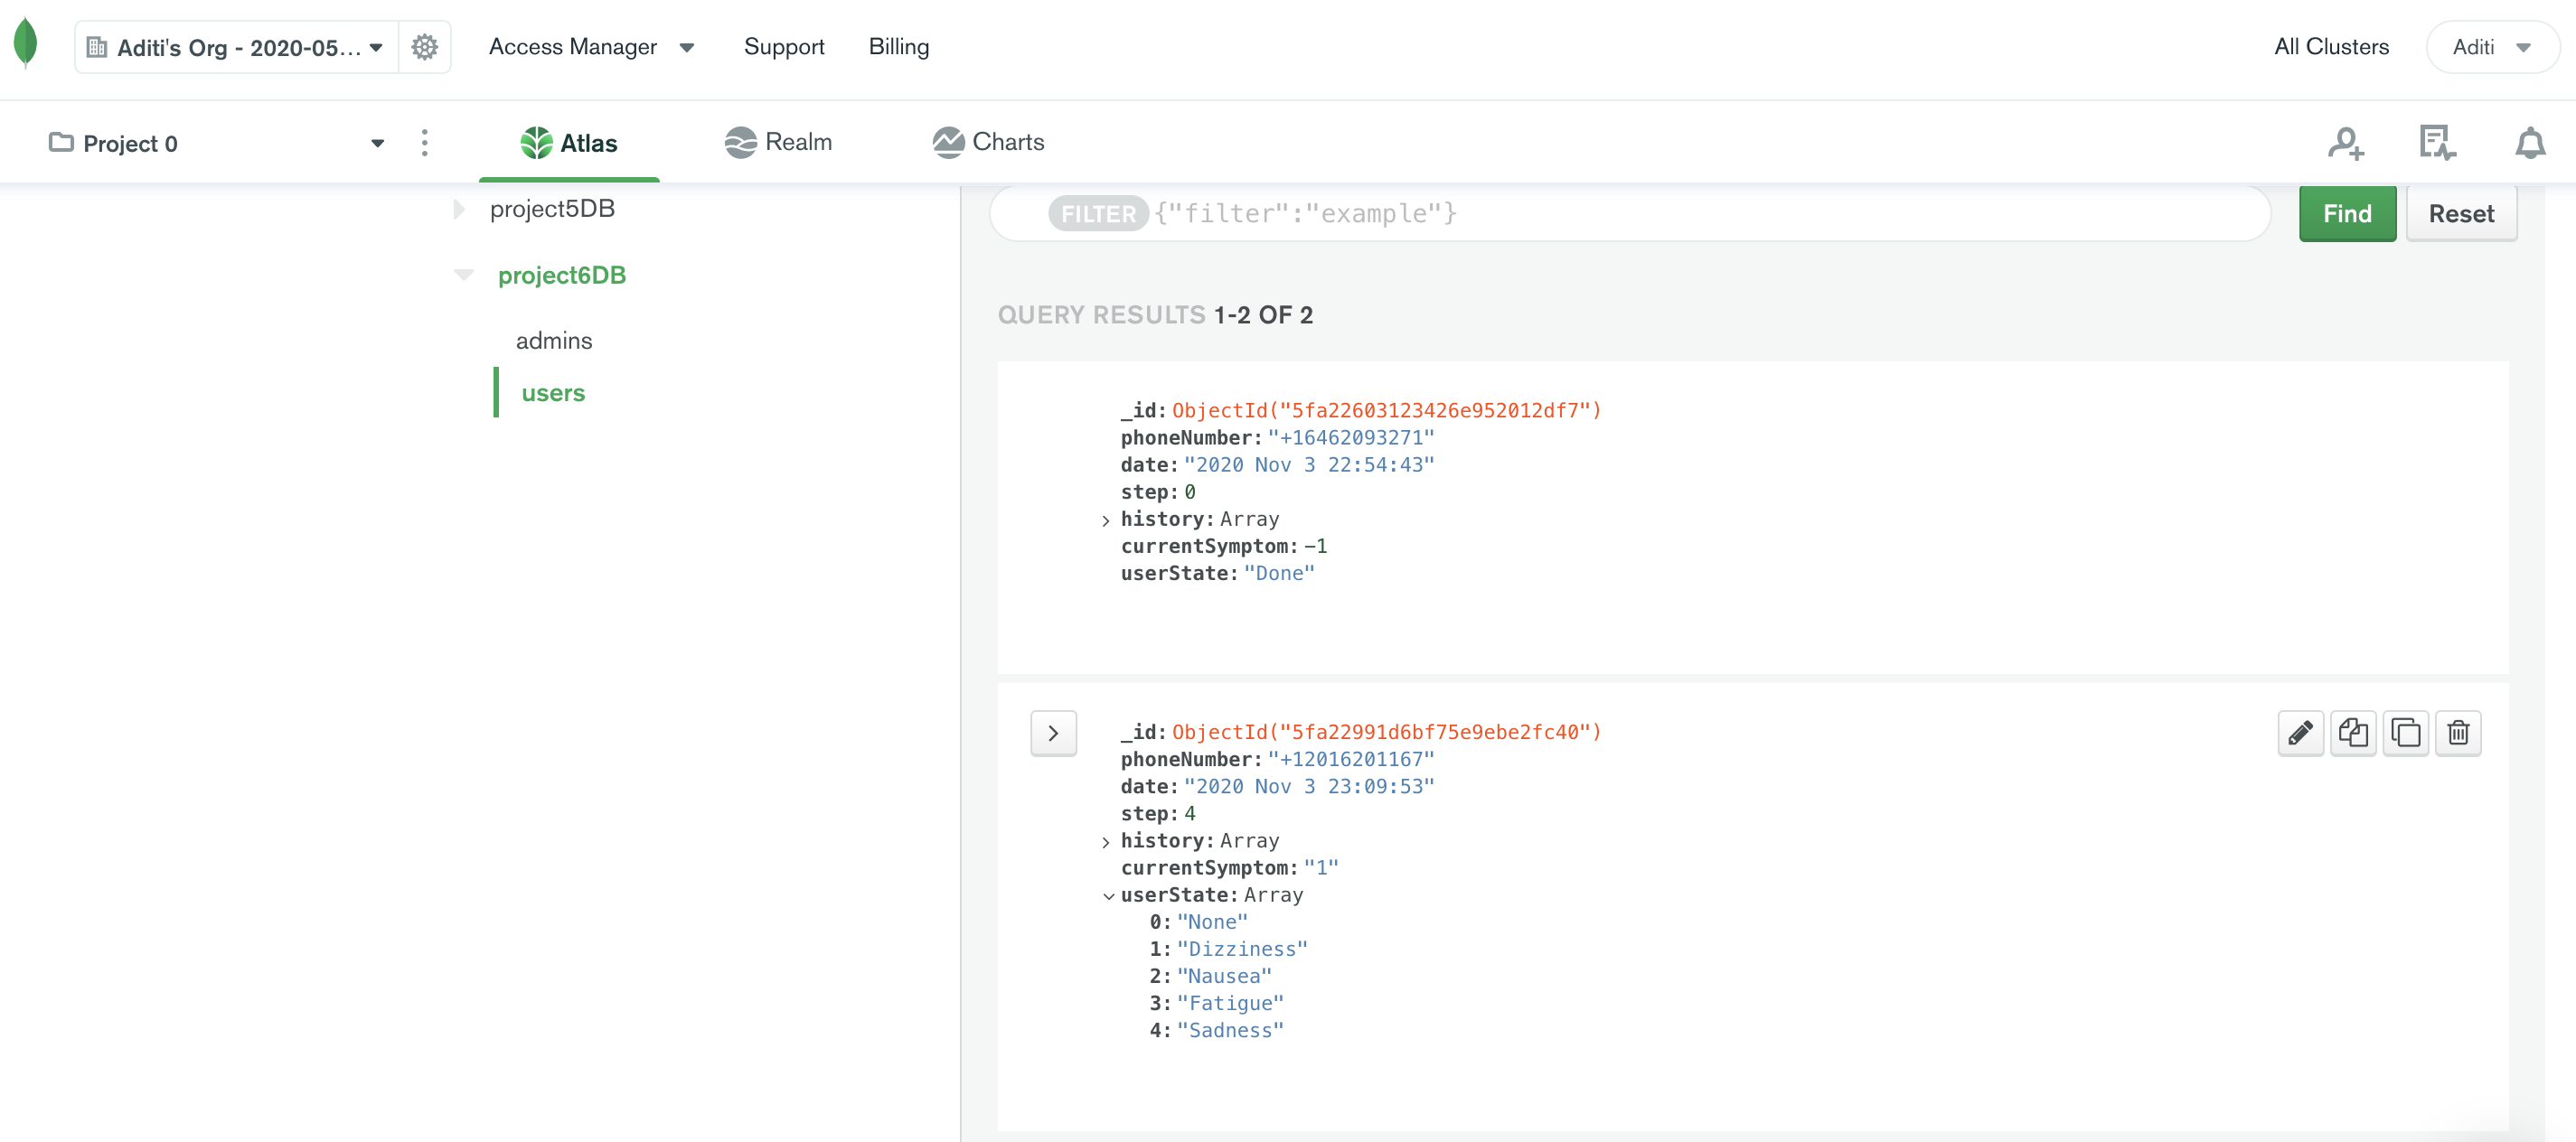 Aditi's Org - 2020-05... Access Manager Support Billing All Clusters Aditi
Project 0 Atlas Realm Charts
project5DB
project6DB
admins
users
FILTER {"filter":"example"} Find Reset
QUERY RESULTS 1-2 OF 2
_id: ObjectId("5fa22603123426e952012df7")
phoneNumber: "+16462093271"
date: "2020 Nov 3 22:54:43"
step: 0
history: Array
currentSymptom: -1
userState: "Done"
_id: ObjectId("5fa22991d6bf75e9ebe2fc40")
phoneNumber: "+12016201167"
date: "2020 Nov 3 23:09:53"
step: 4
history: Array
currentSymptom: "1"
userState: Array
0: "None"
1: "Dizziness"
2: "Nausea"
3: "Fatigue"
4: "Sadness"